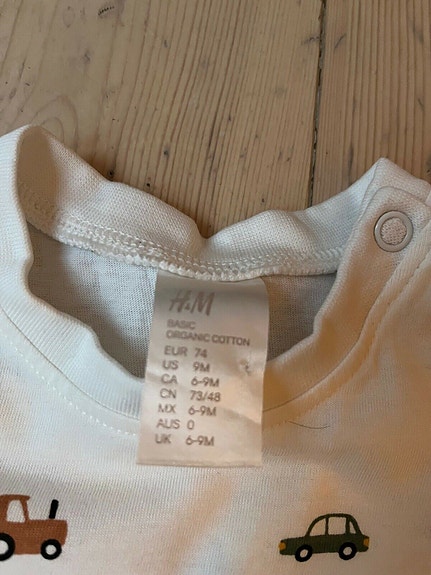 H&M
BASIC
ORGANIC COTTON
EUR 74
US 9M
CA 6-9M
CN 73/48
MX 6-9M
AUS 0
UK 6-9M